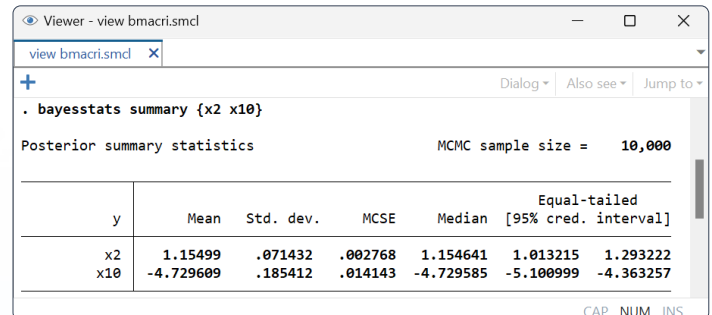 Viewer - view bmacri.smcl
view bmacri.smcl
Dialog Also see Jump to
. bayesstats summary {x2 x10}
Posterior summary statistics MCMC sample size = 10,000
Equal-tailed
y Mean Std. dev. MCSE Median [95% cred. interval]
x2 1.15499 .071432 .002768 1.154641 1.013215 1.293222
x10 -4.729609 .185412 .014143 -4.729585 -5.100999 -4.363257
CAP NUM INS